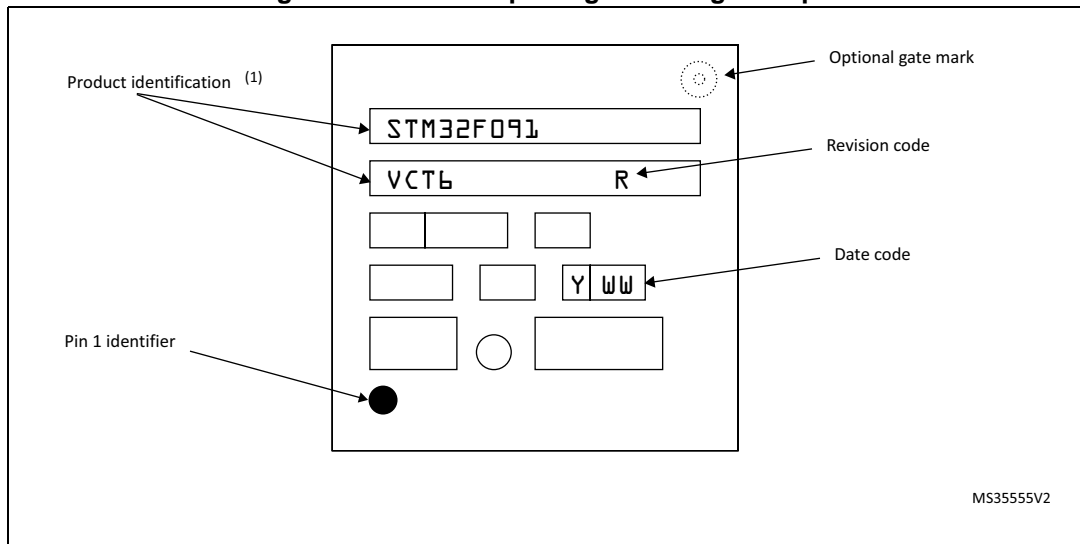 Product identification (1)
Optional gate mark
STM32F091
Revision code
VCT6 R
Date code
Y WW
Pin 1 identifier
MS35555V2